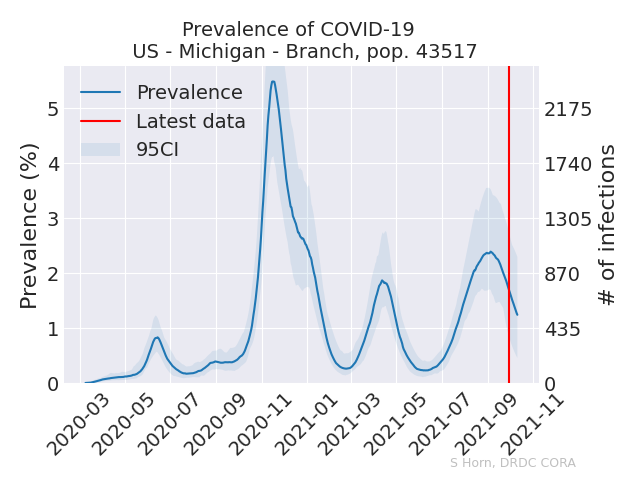 Prevalence of COVID-19
US - Michigan - Branch, pop. 43517
Prevalence
Latest data
95CI
Prevalence (%)
5
4
3
2
1
0
2175
1740
1305
870
435
0
# of infections
2020-03
2020-05
2020-07
2020-09
2020-11
2021-01
2021-03
2021-05
2021-07
2021-09
2021-11
S Horn, DRDC CORA